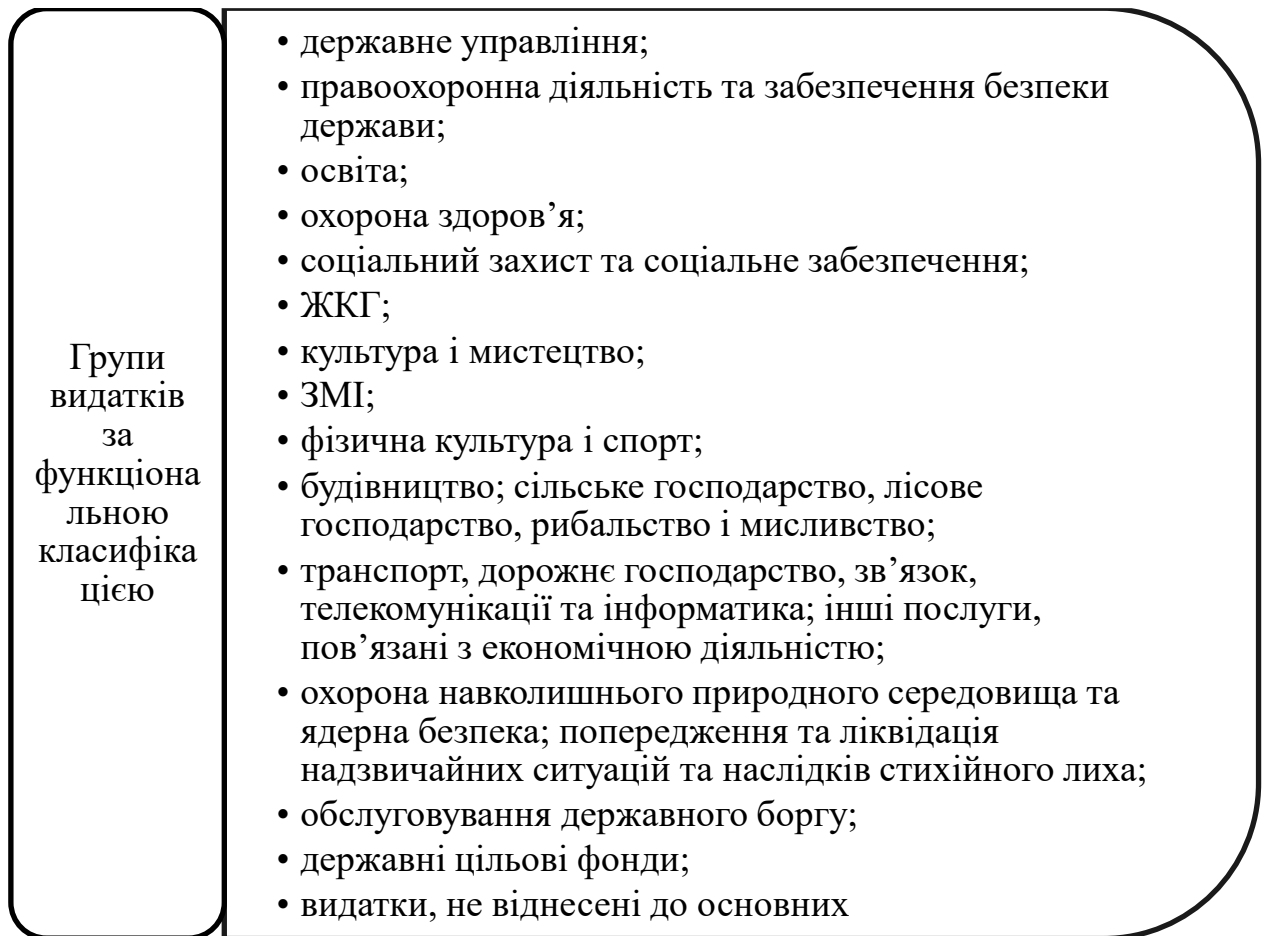 Групи
видатків
за
функціона
льною
класифіка
цією
• державне управління;
• правоохоронна діяльність та забезпечення безпеки
держави;
• освіта;
• охорона здоров’я;
• соціальний захист та соціальне забезпечення;
• ЖКГ;
• культура і мистецтво;
• ЗМІ;
• фізична культура і спорт;
• будівництво; сільське господарство, лісове
господарство, рибальство і мисливство;
• транспорт, дорожнє господарство, зв’язок,
телекомунікації та інформатика; інші послуги,
пов’язані з економічною діяльністю;
• охорона навколишнього природного середовища та
ядерна безпека; попередження та ліквідація
надзвичайних ситуацій та наслідків стихійного лиха;
• обслуговування державного боргу;
• державні цільові фонди;
• видатки, не віднесені до основних